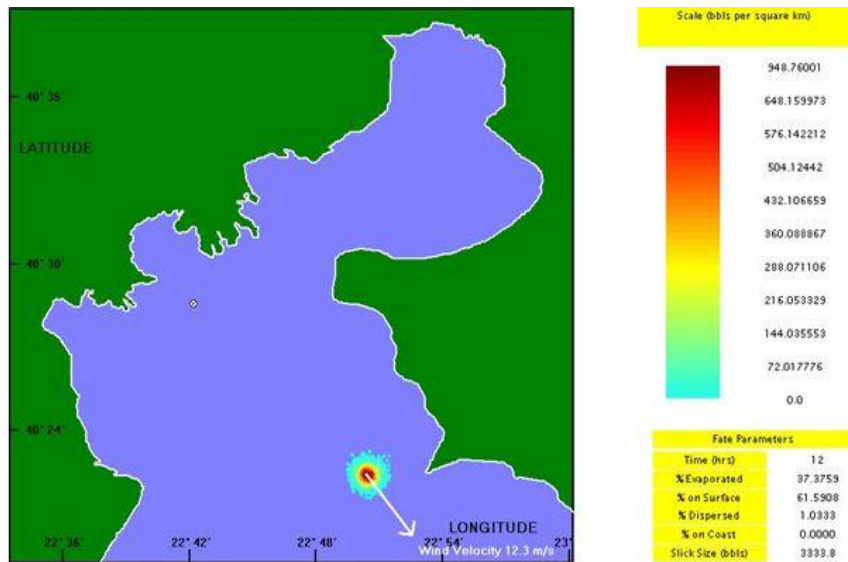 40° 36'
LATITUDE
40° 30'
40° 24'
LONGITUDE
Wind Velocity 12.3 m/s
22° 36'
22° 42'
22° 48'
22° 54'
23°
Scale (bbls per square km)
948.76001
648.159973
576.142212
504.12442
432.106659
360.088867
288.071106
216.053329
144.035553
72.017776
0.0
Fate Parameters
Time (hrs) 12
% Evaporated 37.3759
% on Surface 61.5908
% Dispersed 1.0333
% on Coast 0.0000
Slick Size (bbls) 3333.8